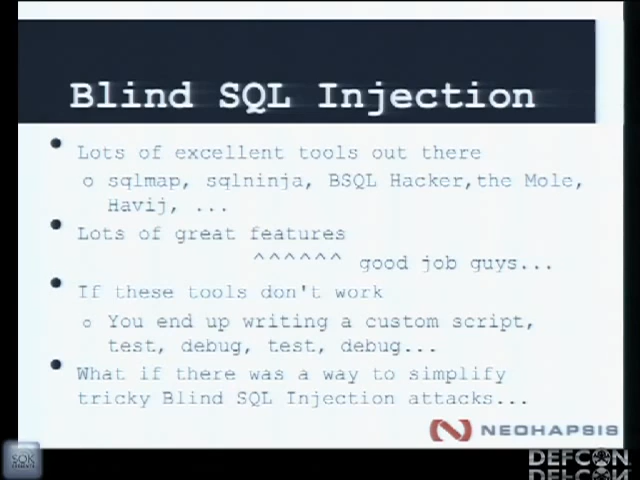 Blind SQL Injection
• Lots of excellent tools out there
o sqlmap, sqlninja, BSQL Hacker,the Mole,
Havij, ...
• Lots of great features
^^^^^^ good job guys...
• If these tools don't work
o You end up writing a custom script,
test, debug, test, debug...
• What if there was a way to simplify
tricky Blind SQL Injection attacks...
NEOHAPSIS
DEFCON